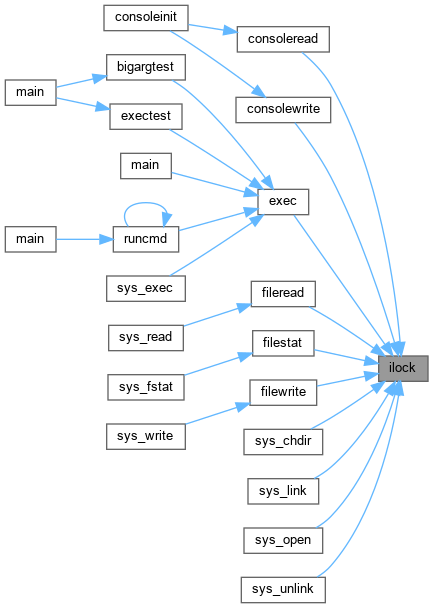 consoleinit
consoleread
bigargtest
main
consolewrite
exectest
main
exec
runcmd
main
sys_exec
fileread
sys_read
filestat
ilock
sys_fstat
filewrite
sys_write
sys_chdir
sys_link
sys_open
sys_unlink